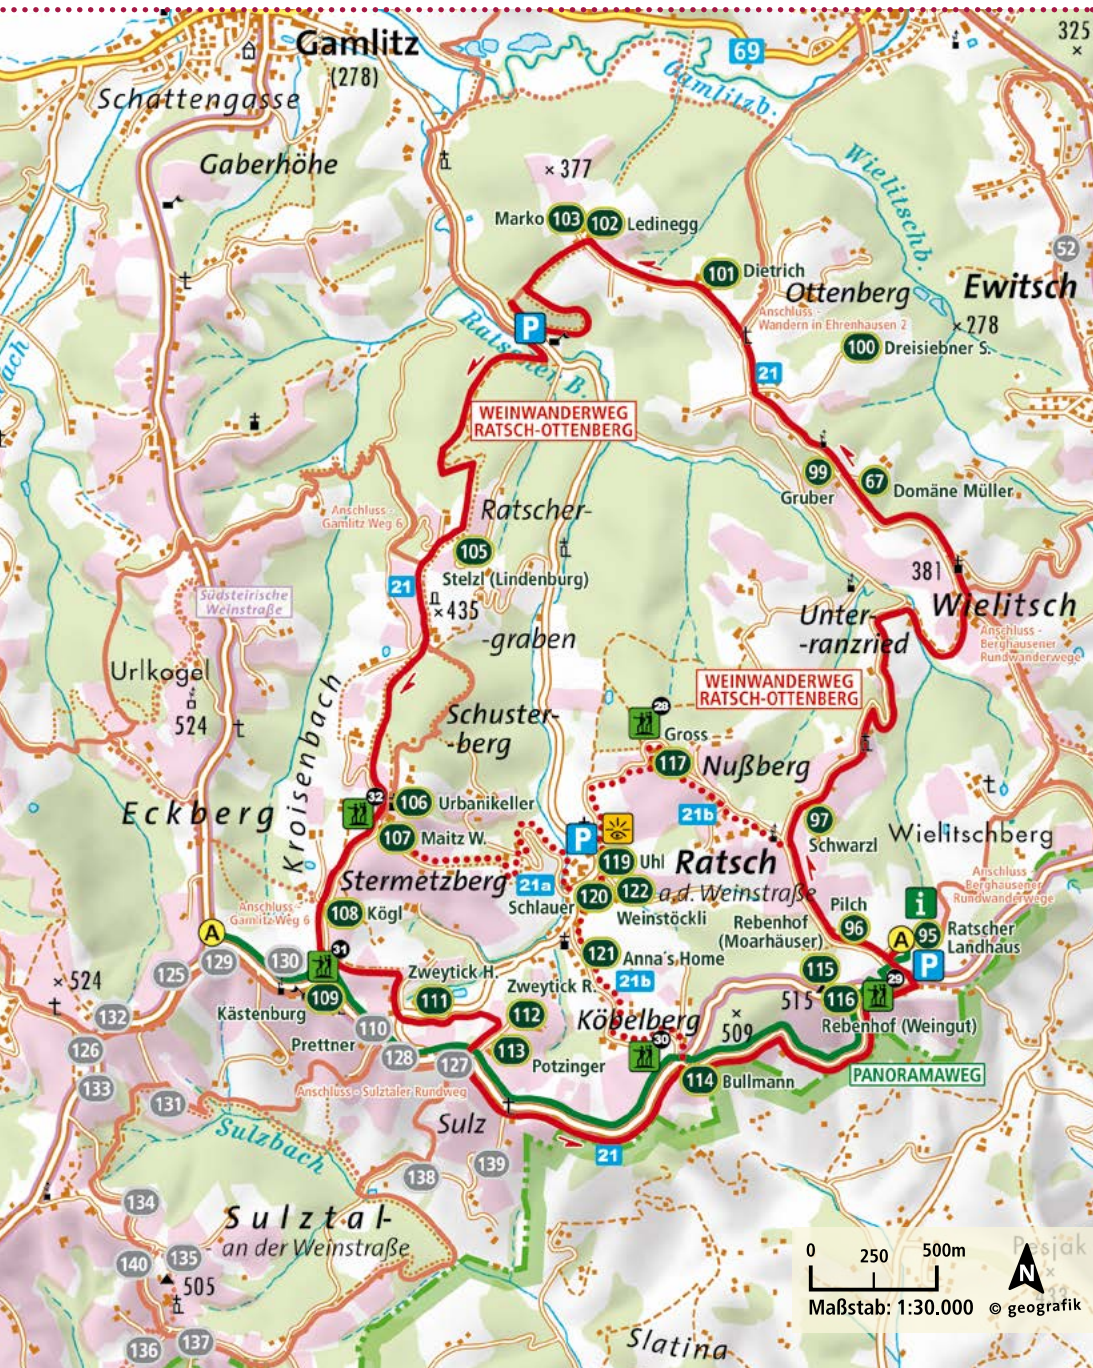 Gamlitz
(278)
69
325
Schattengasse
Gamlitzb.
Gaberhöhe
377
Wielitschb.
Marko 103 102 Ledinegg
52
101 Dietrich
Ottenberg
Ewitsch
Anschluss -
Wandern in Ehrenhausen 2
278
P
Ratscher B.
100 Dreisiebner S.
ach
21
WEINWANDERWEG
RATSCH-OTTENBERG
99
Gruber
67 Domäne Müller
Anschluss -
Gamlitz Weg 6
Ratscher-
-graben
105
Stelzl (Lindenburg)
21
435
381
Südsteirische
Weinstraße
Unter-
-ranzried
Wielitsch
Anschluss -
Berghausener
Rundwanderwege
Urlkogel
524
WEINWANDERWEG
RATSCH-OTTENBERG
Kroisenbach
Schuster-
-berg
28
Gross
117
Nußberg
Eckberg
32
106 Urbanikeller
107 Maitz W.
21b
97
Schwarzl
Wielitschberg
P
119 Uhl
Ratsch
a.d. Weinstraße
Stermetzberg
21a
Schlauer 120
122
Weinstöckli
Anschluss -
Berghausener
Rundwanderwege
Anschluss -
Gamlitz Weg 6
108 Kögl
Pilch
96
i
A
95
Ratscher
Landhaus
P
Rebenhof
(Moarhäuser)
115
A
129
130
31
121 Anna's Home
21b
524
125
109
Kästenburg
Zweytick H.
111
Zweytick R.
112
515
116
29
Rebenhof (Weingut)
132
Prettner
110
Köbelberg
509
126
128
127
113
Potzinger
30
114 Bullmann
PANORAMAWEG
133
131
Anschluss - Sulztaler Rundweg
Sulzbach
Sulz
21
138
139
134
Sulztal-
an der Weinstraße
140
135
505
136
137
0
250
500m
Pesjak
433
N
Maßstab: 1:30.000
© geografik
Slatina